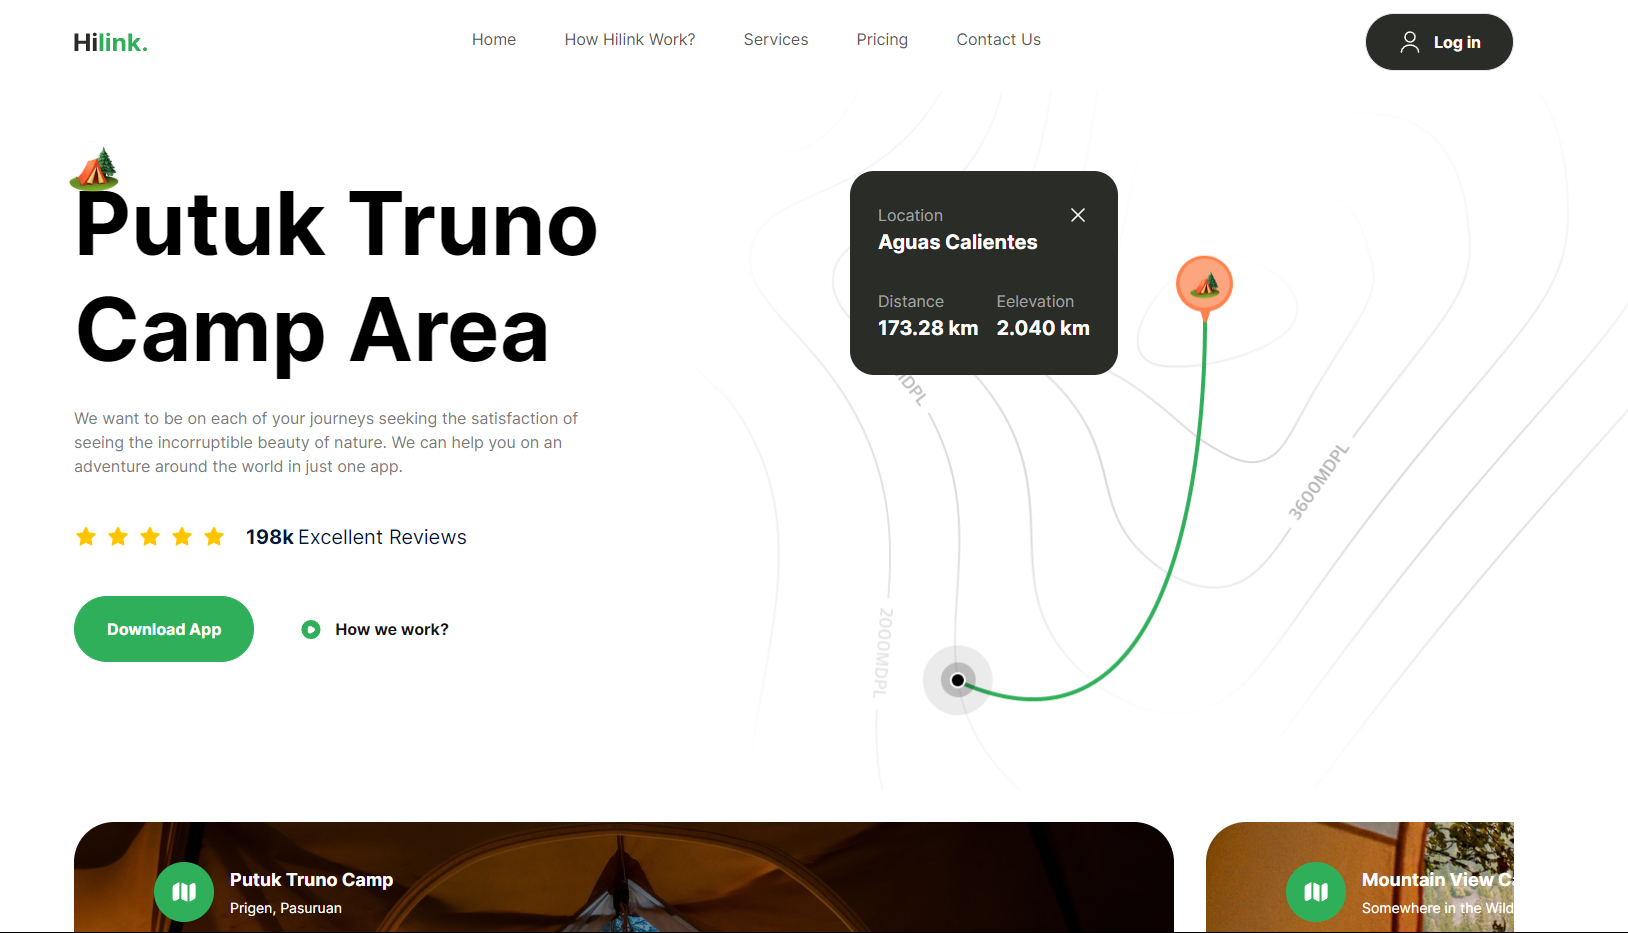 Hilink.
Home
How Hilink Work?
Services
Pricing
Contact Us
Log in
Putuk Truno
Camp Area
We want to be on each of your journeys seeking the satisfaction of
seeing the incorruptible beauty of nature. We can help you on an
adventure around the world in just one app.
198k Excellent Reviews
Download App
How we work?
Location
Aguas Calientes
Distance
Eelevation
173.28 km
2.040 km
MDPL
3600MDPL
2000MDPL
Putuk Truno Camp
Prigen, Pasuruan
Mountain View
Somewhere in the Wild